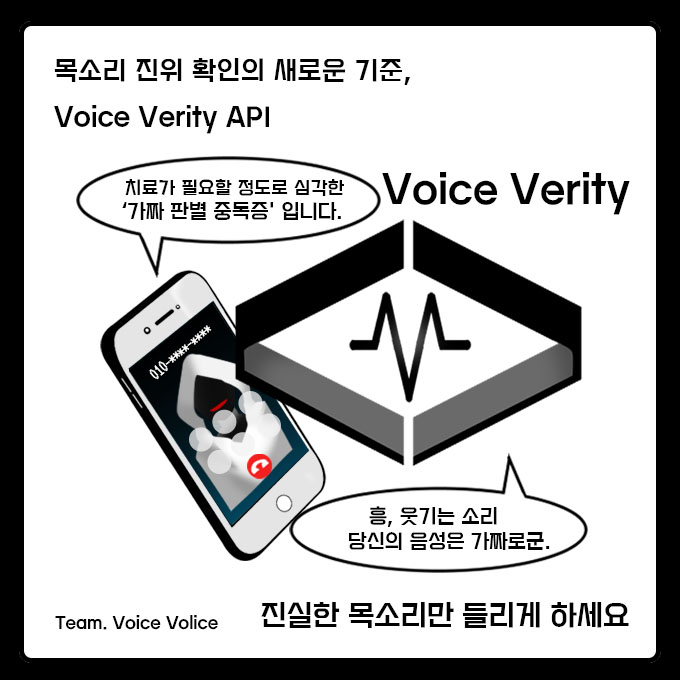 목소리 진위 확인의 새로운 기준,
Voice Verity API
치료가 필요할 정도로 심각한
‘가짜 판별 중독증' 입니다.
Voice Verity
010-****-****
흥, 웃기는 소리
당신의 음성은 가짜로군.
Team. Voice Volice
진실한 목소리만 들리게 하세요